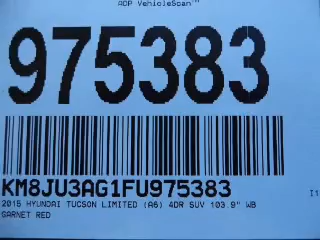 ADP VehicleScan™
975383
KM8JU3AG1FU975383
2015 HYUNDAI TUCSON LIMITED (A6) 4DR SUV 103.9" WB
GARNET RED